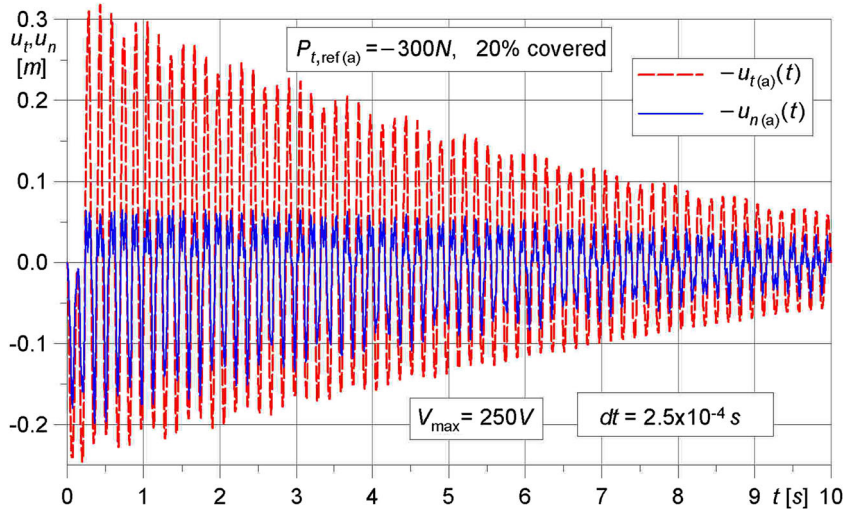 0.3
u_t,u_n
[m]
0.2
0.1
0.0
-0.1
-0.2
P_t,ref(a) =−300N, 20% covered
−u_t(a)(t)
−u_n(a)(t)
V_max = 250V
dt = 2.5x10⁻⁴ s
0 1 2 3 4 5 6 7 8 9 t [s] 10